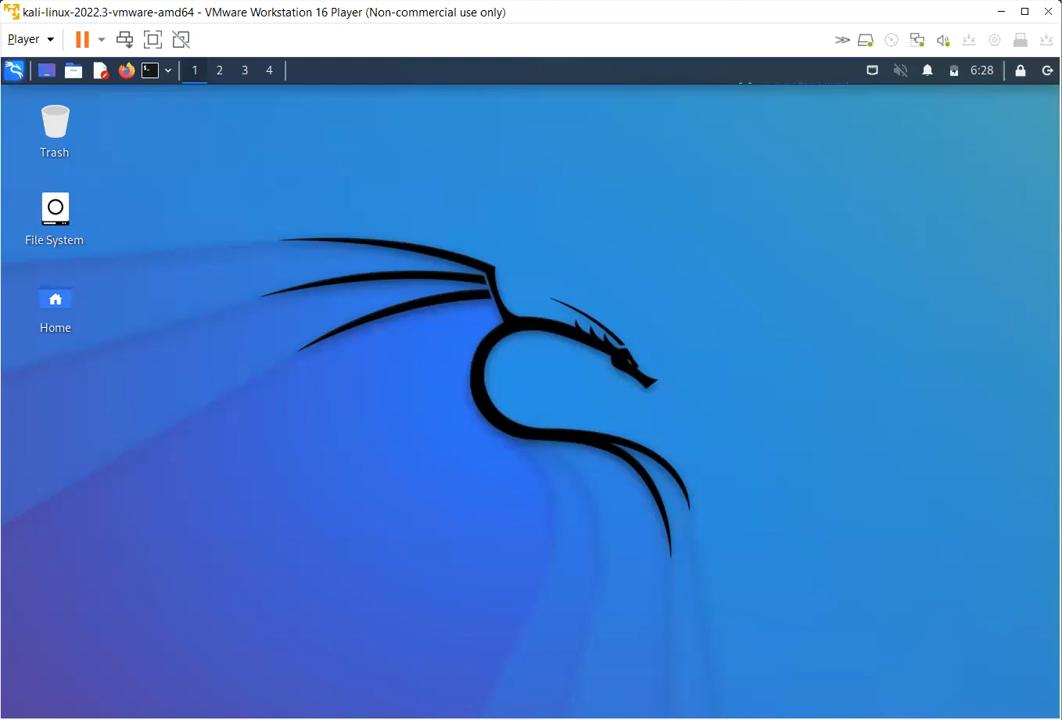 kali-linux-2022.3-vmware-amd64 - VMware Workstation 16 Player (Non-commercial use only)
Player
1 2 3 4
6:28
Trash
File System
Home